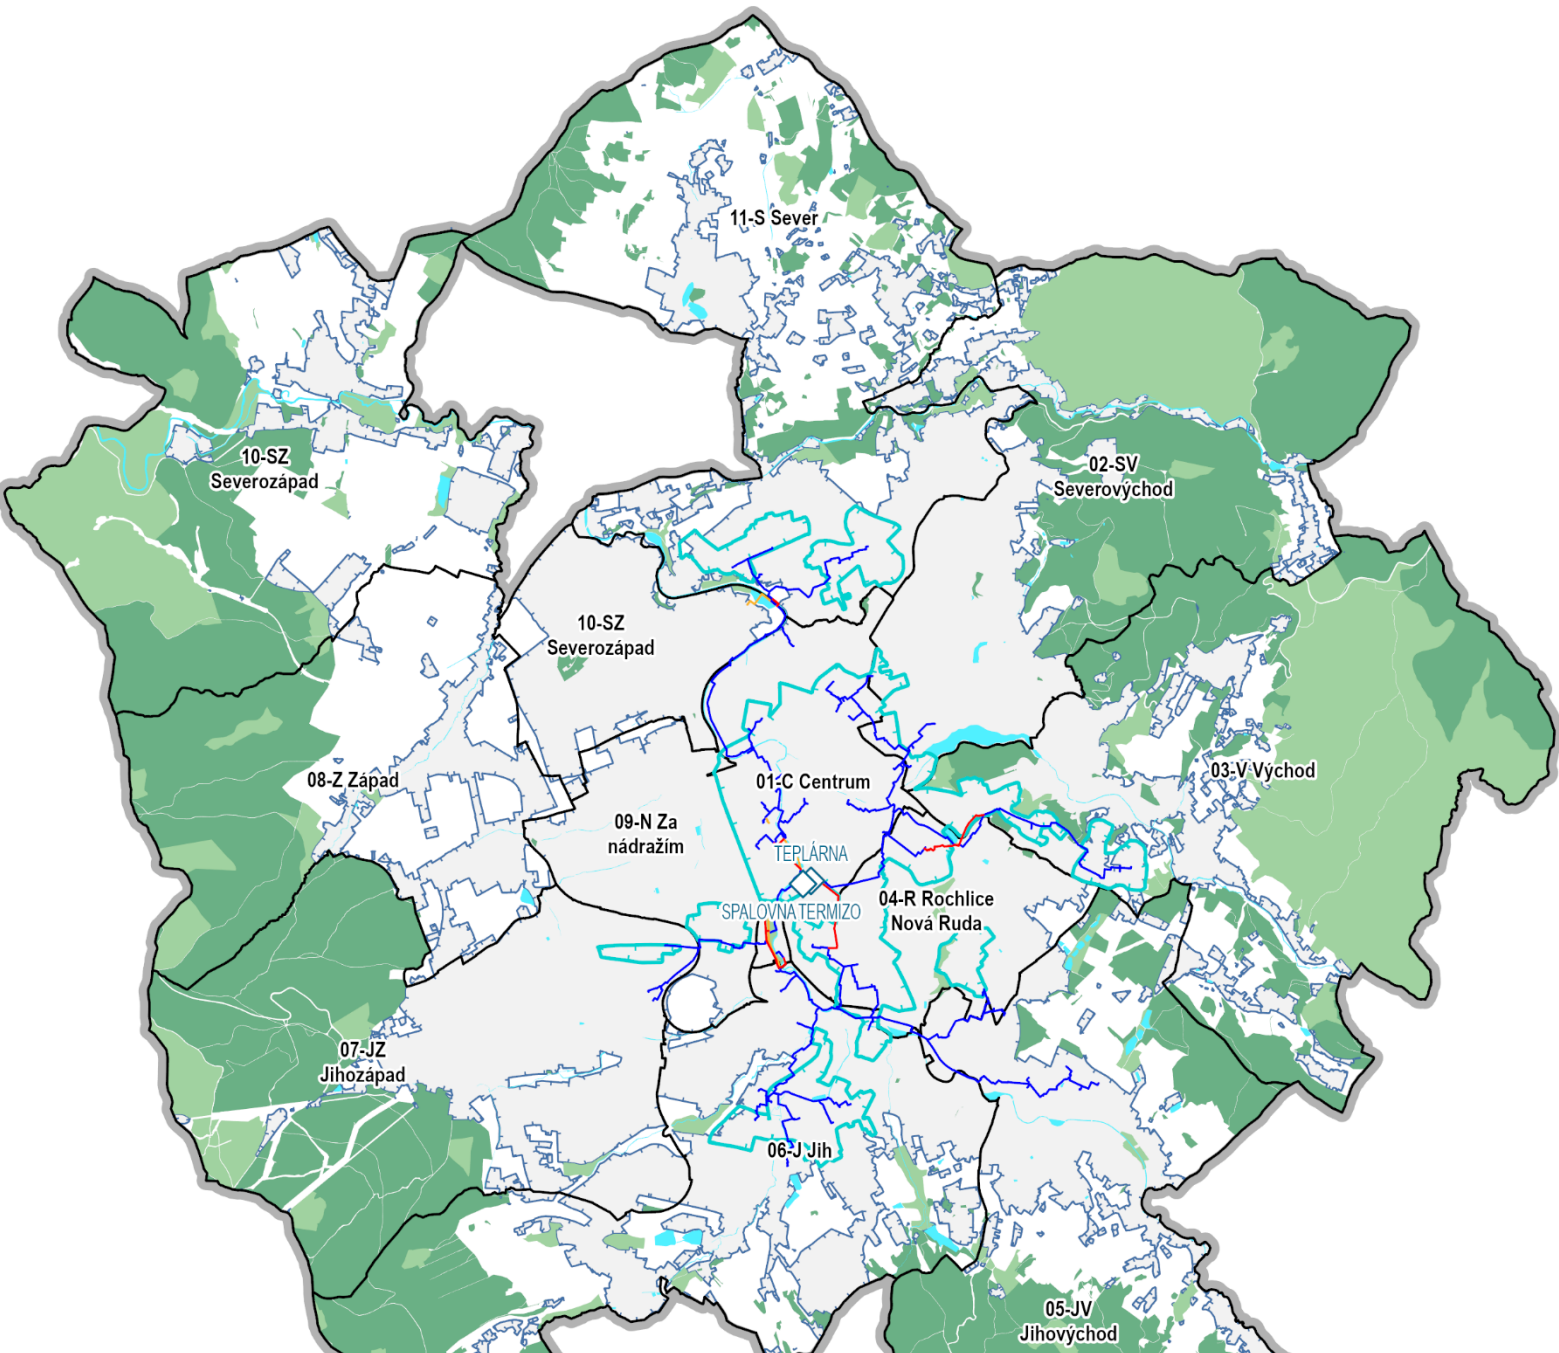 11-S Sever
10-SZ
Severozápad
02-SV
Severovýchod
10-SZ
Severozápad
08-Z Západ
01-C Centrum
03-V Východ
09-N Za
nádražím
TEPLÁRNA
SPALOVNA TERMIZO
04-R Rochlice
Nová Ruda
07-JZ
Jihozápad
06-J Jih
05-JV
Jihovýchod